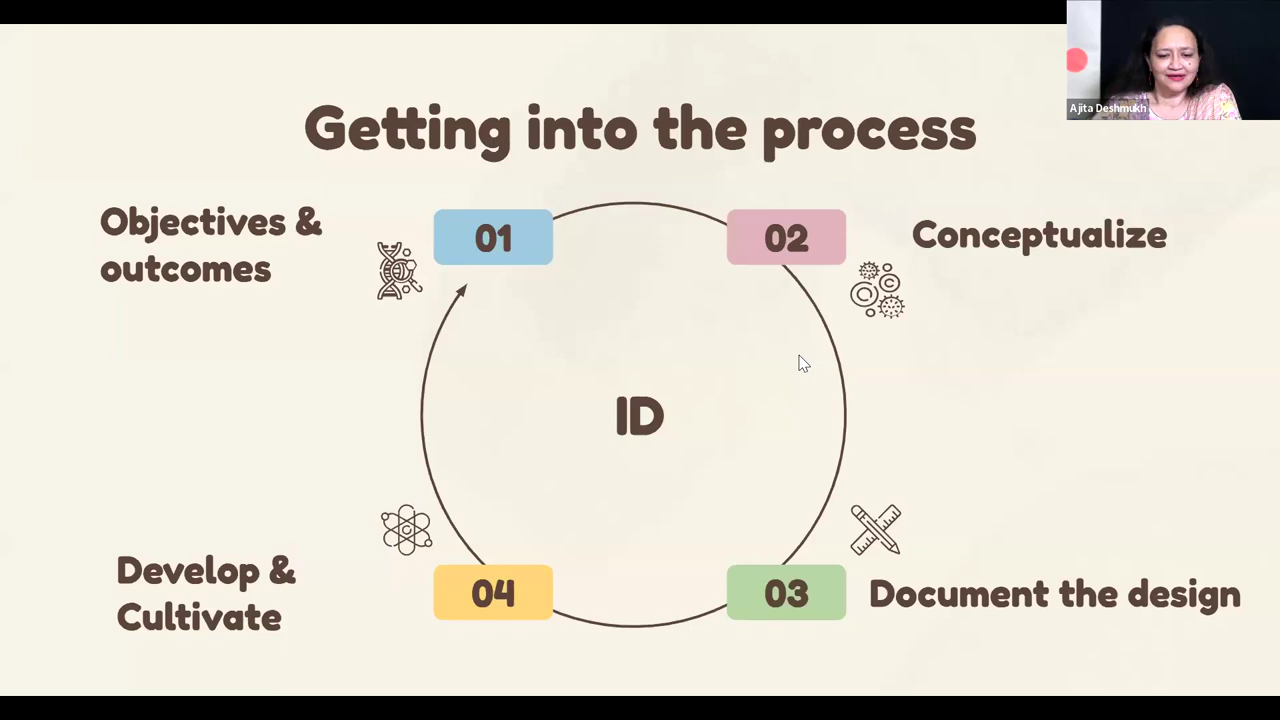 Ajita Deshmukh
Getting into the process
Objectives &
outcomes
01
02
Conceptualize
ID
Develop &
Cultivate
04
03
Document the design